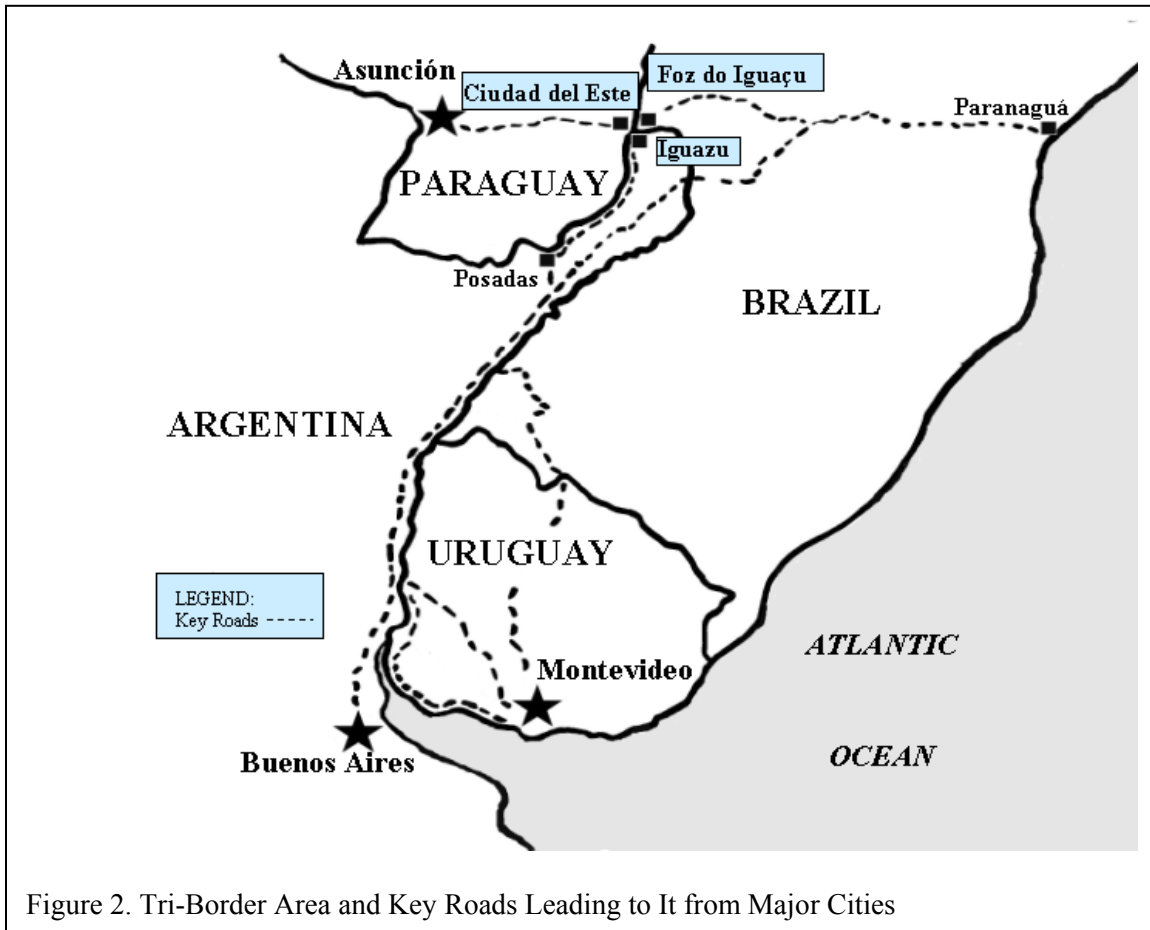 Asunción
Ciudad del Este
Foz do Iguaçu
Paranaguá
Iguazu
PARAGUAY
Posadas
BRAZIL
ARGENTINA
URUGUAY
LEGEND:
Key Roads -----
Montevideo
ATLANTIC
OCEAN
Buenos Aires
Figure 2. Tri-Border Area and Key Roads Leading to It from Major Cities